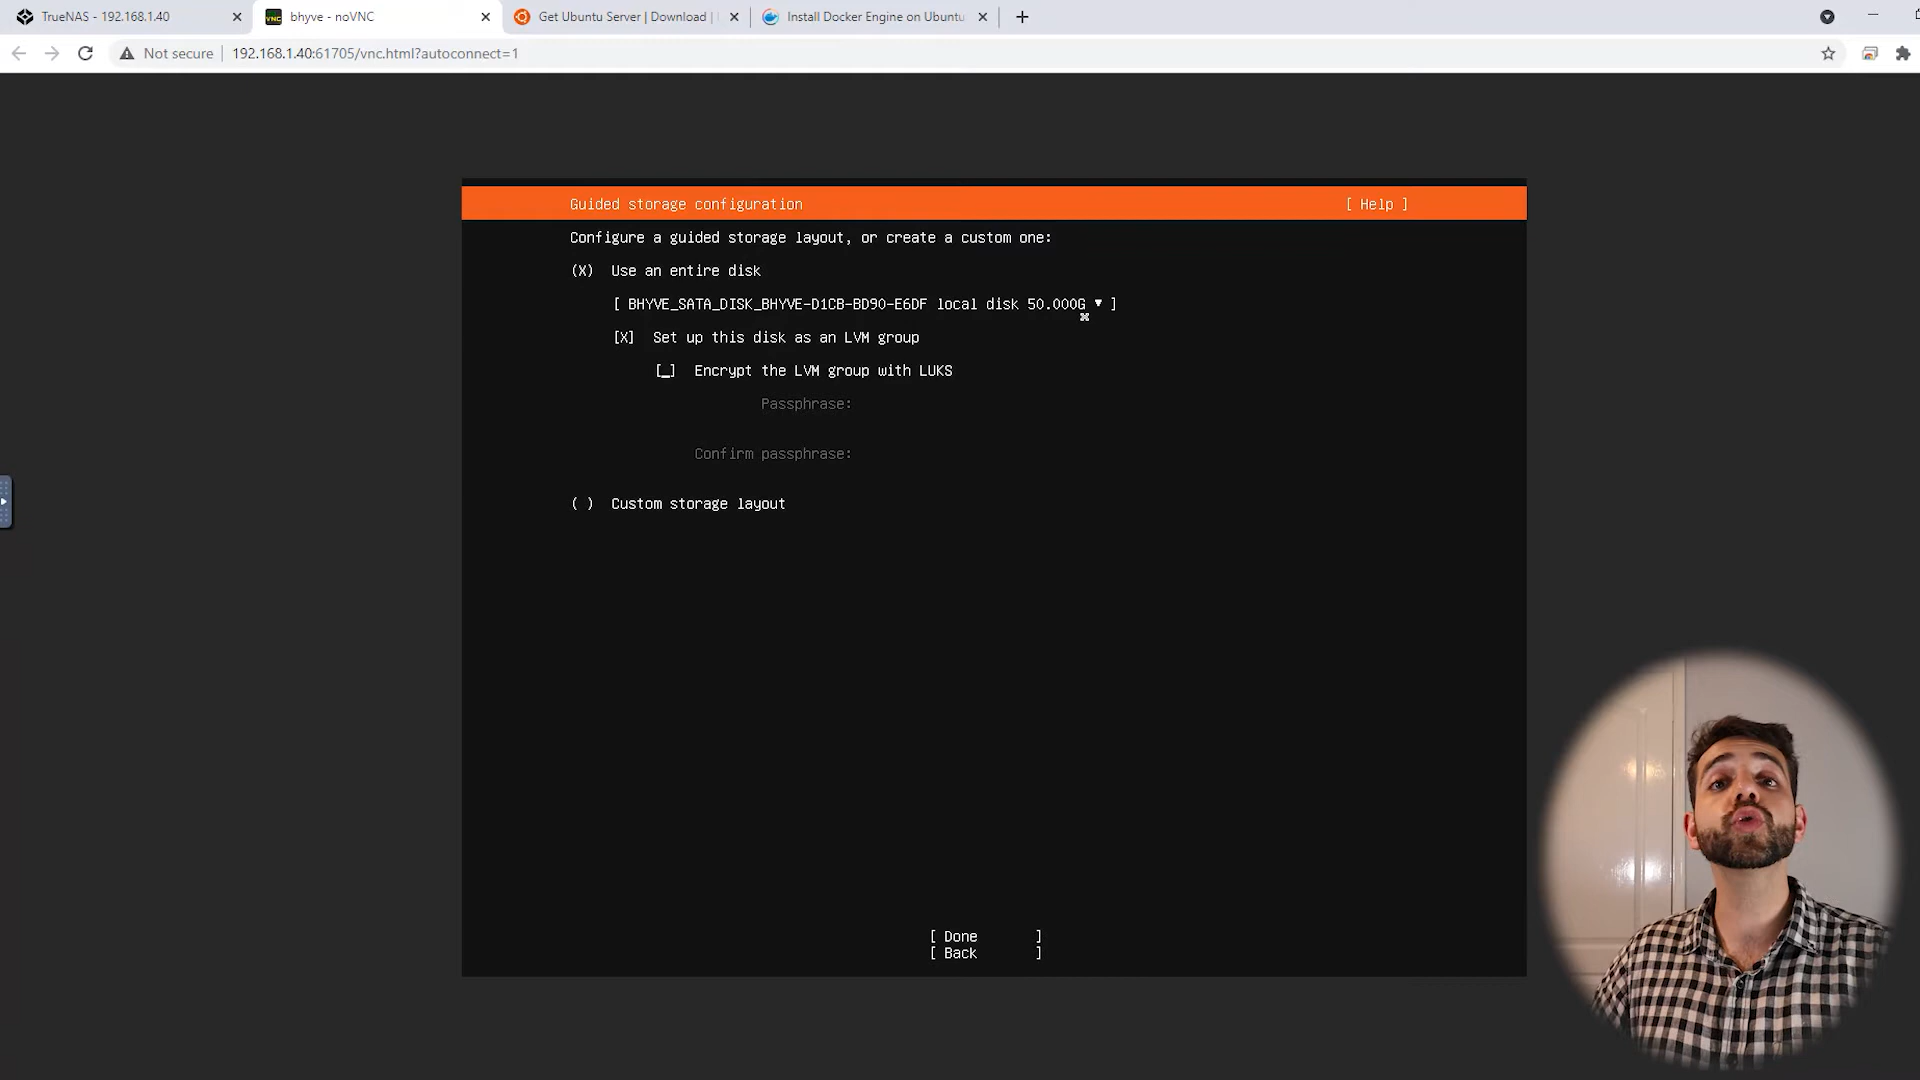 TrueNAS - 192.168.1.40
bhyve - noVNC
Get Ubuntu Server | Download |
Install Docker Engine on Ubuntu
Not secure
192.168.1.40:61705/vnc.html?autoconnect=1
Guided storage configuration [ Help ]
Configure a guided storage layout, or create a custom one:
(X) Use an entire disk
[ BHYVE_SATA_DISK_BHYVE-D1CB-BD90-E6DF local disk 50.000G ▼ ]
[X] Set up this disk as an LVM group
[_] Encrypt the LVM group with LUKS
Passphrase:
Confirm passphrase:
( ) Custom storage layout
[ Done ]
[ Back ]